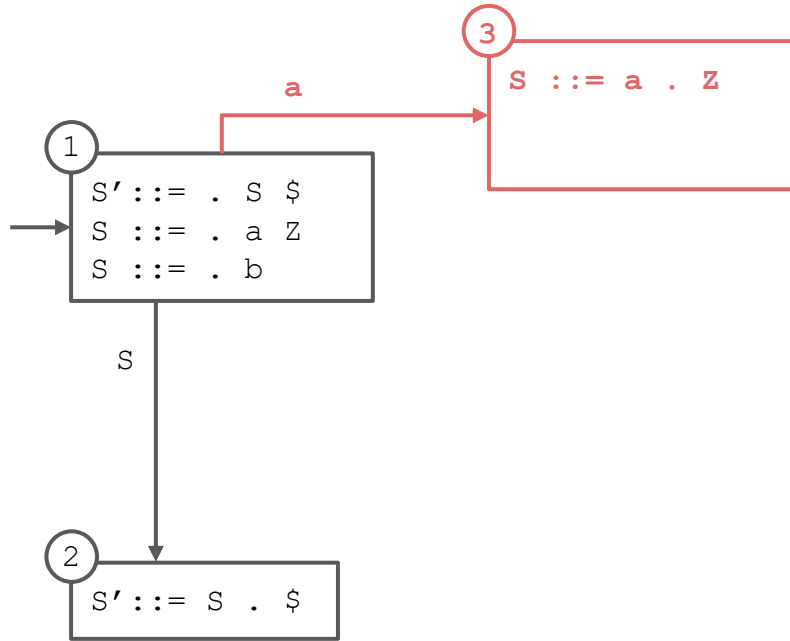 3
S ::= a . Z
a
1
S′::= . S $
S ::= . a Z
S ::= . b
S
2
S′::= S . $